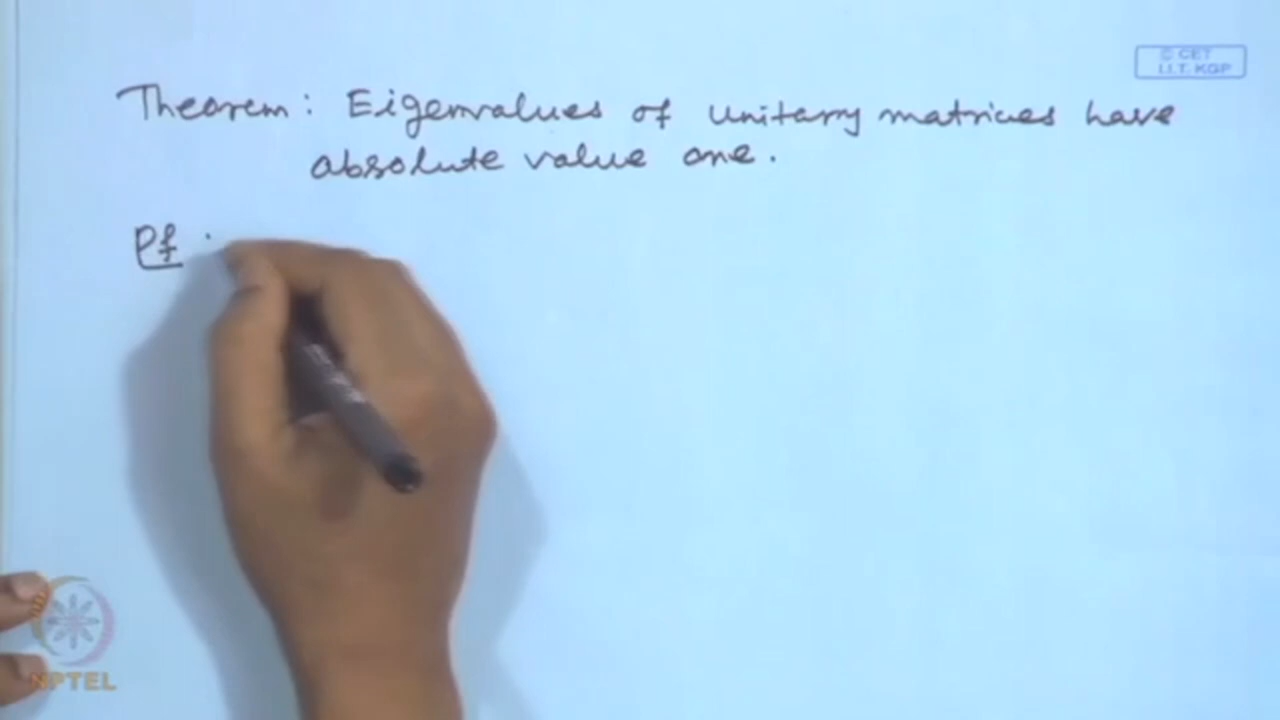 © CET
I.I.T. KGP
Theorem: Eigenvalues of unitary matrices have
absolute value one.
Pf :
NPTEL